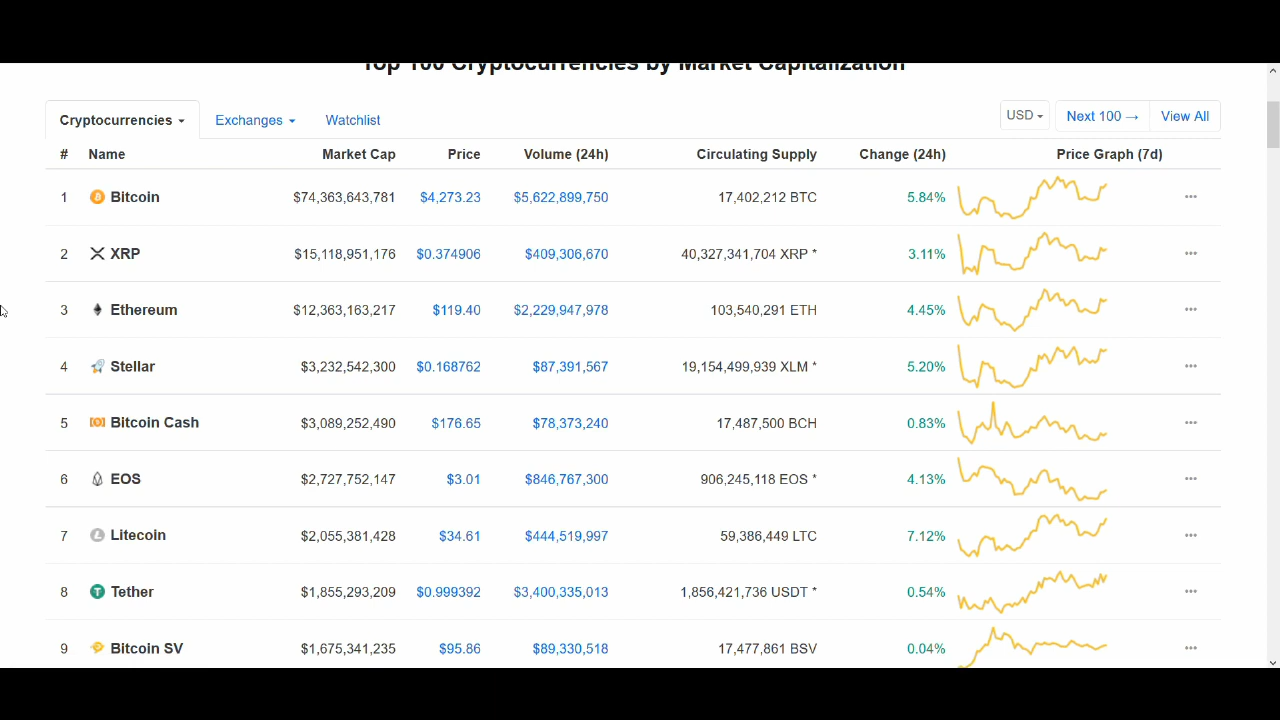 Top 100 Cryptocurrencies by Market Capitalization
Cryptocurrencies Exchanges Watchlist USD Next 100 → View All
# Name Market Cap Price Volume (24h) Circulating Supply Change (24h) Price Graph (7d)
1 Bitcoin $74,363,643,781 $4,273.23 $5,622,899,750 17,402,212 BTC 5.84%
2 XRP $15,118,951,176 $0.374906 $409,306,670 40,327,341,704 XRP * 3.11%
3 Ethereum $12,363,163,217 $119.40 $2,229,947,978 103,540,291 ETH 4.45%
4 Stellar $3,232,542,300 $0.168762 $87,391,567 19,154,499,939 XLM * 5.20%
5 Bitcoin Cash $3,089,252,490 $176.65 $78,373,240 17,487,500 BCH 0.83%
6 EOS $2,727,752,147 $3.01 $846,767,300 906,245,118 EOS * 4.13%
7 Litecoin $2,055,381,428 $34.61 $444,519,997 59,386,449 LTC 7.12%
8 Tether $1,855,293,209 $0.999392 $3,400,335,013 1,856,421,736 USDT * 0.54%
9 Bitcoin SV $1,675,341,235 $95.86 $89,330,518 17,477,861 BSV 0.04%